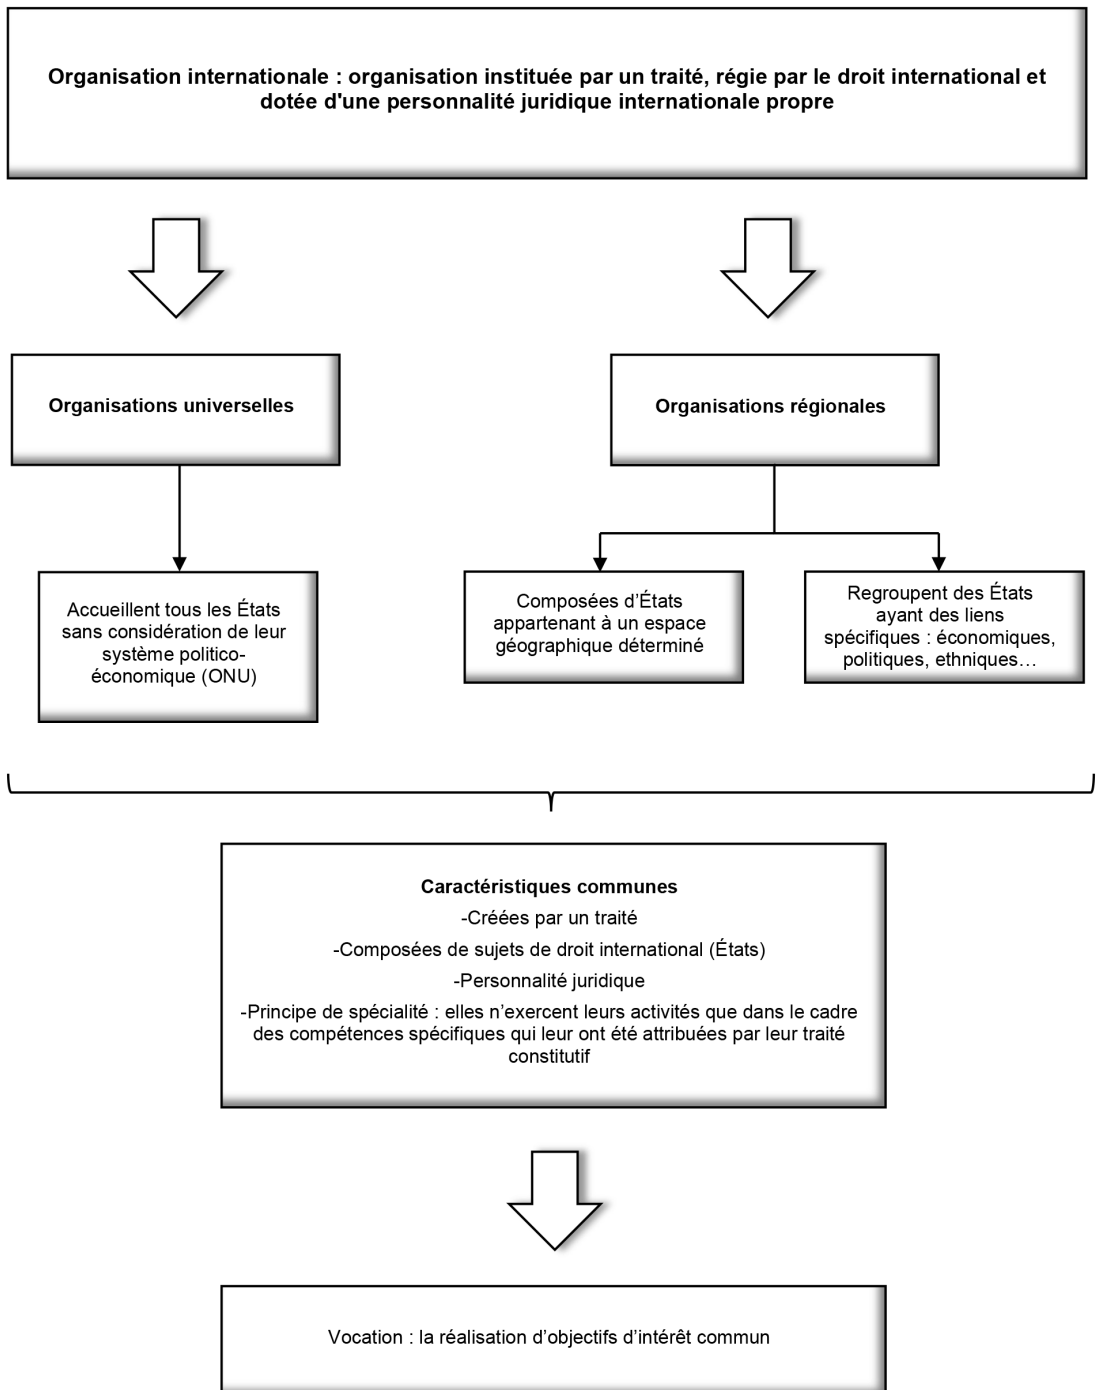 Organisation internationale : organisation instituée par un traité, régie par le droit international et
dotée d'une personnalité juridique internationale propre
Organisations universelles
Organisations régionales
Accueillent tous les États
sans considération de leur
système politico-
économique (ONU)
Composées d’États
appartenant à un espace
géographique déterminé
Regroupent des États
ayant des liens
spécifiques : économiques,
politiques, ethniques…
Caractéristiques communes
-Créées par un traité
-Composées de sujets de droit international (États)
-Personnalité juridique
-Principe de spécialité : elles n’exercent leurs activités que dans le cadre
des compétences spécifiques qui leur ont été attribuées par leur traité
constitutif
Vocation : la réalisation d’objectifs d’intérêt commun